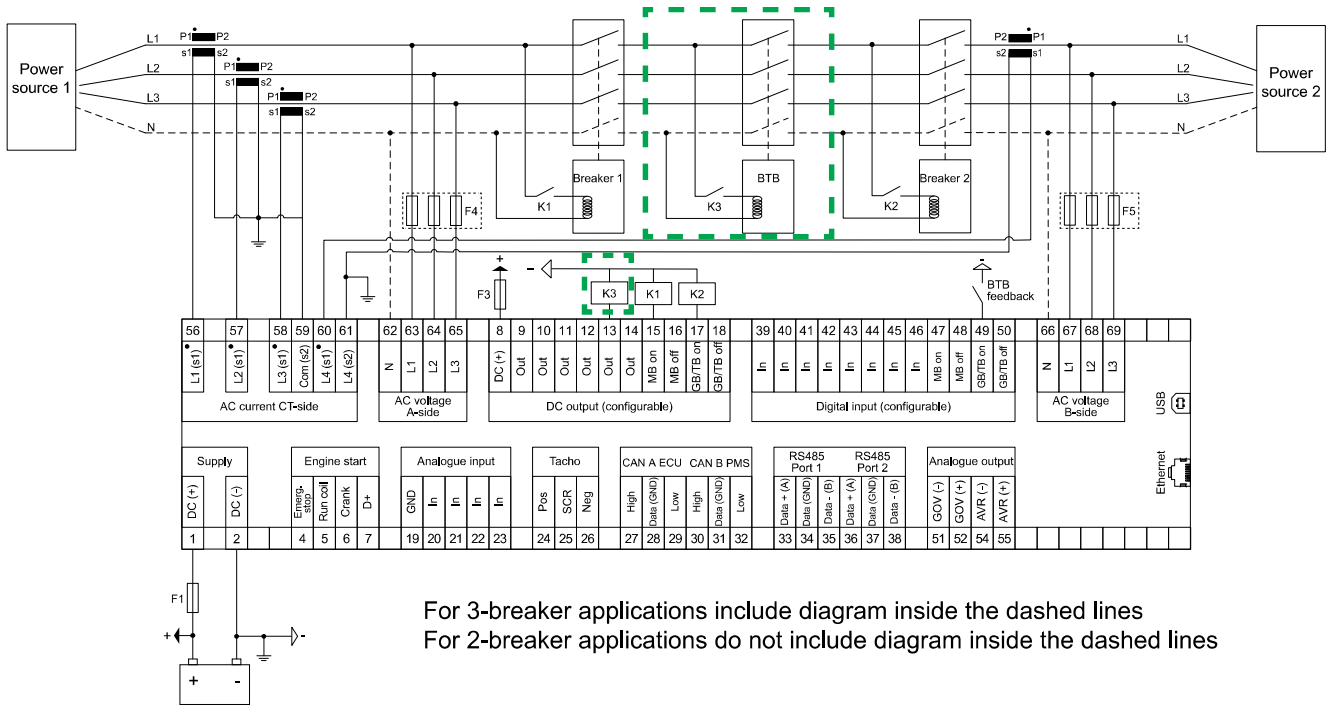 L1 P1 P2 P2 P1 L1
s1 s2 s2 s1
Power source 1
L2 P1 P2 L2
s1 s2
Power source 2
L3 P1 P2 L3
s1 s2
N N
Breaker 1 BTB Breaker 2
K1 K3 K2
F4 F5
+ - -
F3 K3 K1 K2 BTB feedback
56 57 58 59 60 61 62 63 64 65 8 9 10 11 12 13 14 15 16 17 18 39 40 41 42 43 44 45 46 47 48 49 50 66 67 68 69
L1 (s1) L2 (s1) L3 (s1) Com (s2) L4 (s1) L4 (s2) N L1 L2 L3 DC (+) Out Out Out Out Out Out MB on MB off GB/TB on GB/TB off In In In In In In In In MB on MB off GB/TB on GB/TB off N L1 L2 L3
AC current CT-side AC voltage A-side DC output (configurable) Digital input (configurable) AC voltage B-side USB
Supply Engine start Analogue input Tacho CAN A ECU CAN B PMS RS485 Port 1 RS485 Port 2 Analogue output Ethernet
DC (+) DC (-) Emerg. stop Run coil Crank D+ GND In In In In Pos SCR Neg High Data (GND) Low High Data (GND) Low Data + (A) Data (GND) Data - (B) Data + (A) Data (GND) Data - (B) GOV (-) GOV (+) AVR (-) AVR (+)
1 2 4 5 6 7 19 20 21 22 23 24 25 26 27 28 29 30 31 32 33 34 35 36 37 38 51 52 54 55
F1
For 3-breaker applications include diagram inside the dashed lines
+ -
For 2-breaker applications do not include diagram inside the dashed lines
+ -